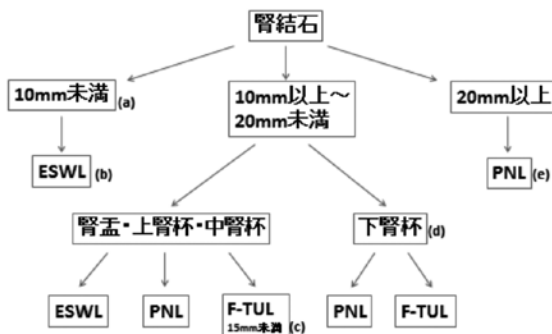 腎結石
10mm未満 (a)
10mm以上~
20mm未満
20mm以上
ESWL (b)
PNL (e)
腎盂・上腎杯・中腎杯
下腎杯 (d)
ESWL
PNL
F-TUL
15mm未満 (c)
PNL
F-TUL